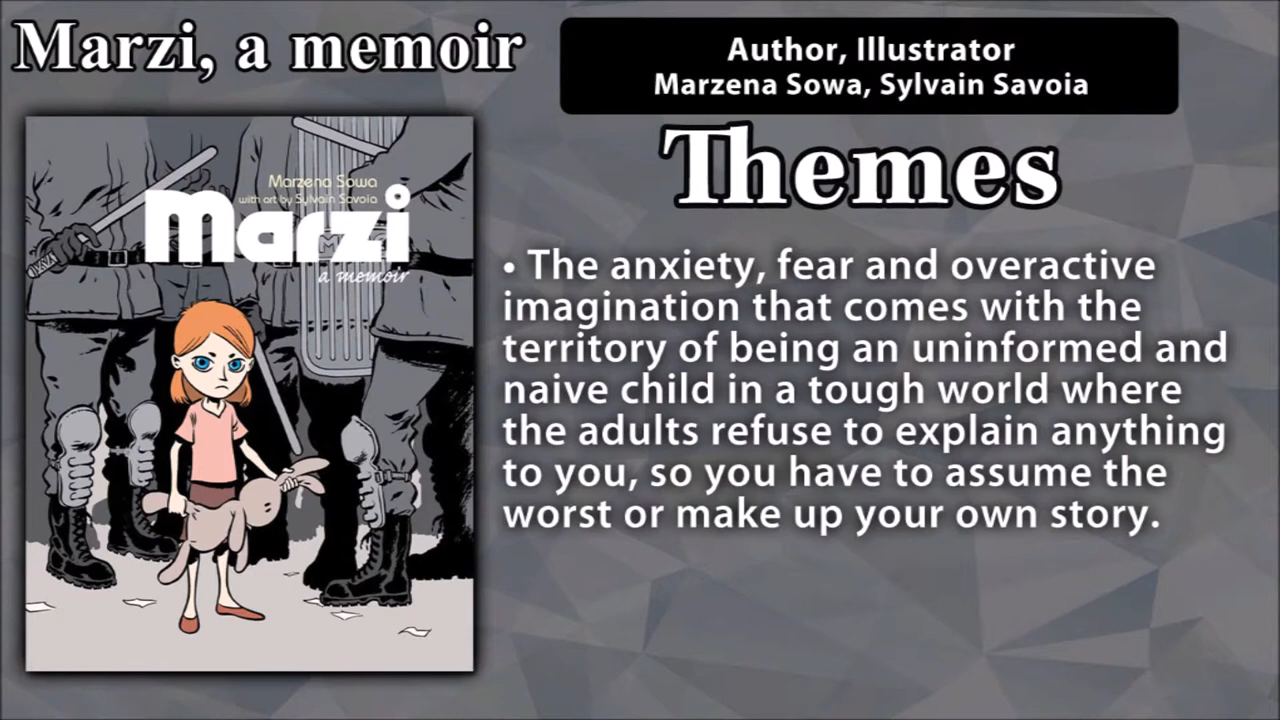 Marzi, a memoir
Author, Illustrator
Marzena Sowa, Sylvain Savoia
Themes
Marzena Sowa
with art by Sylvain Savoia
marzi
a memoir
• The anxiety, fear and overactive
imagination that comes with the
territory of being an uninformed and
naive child in a tough world where
the adults refuse to explain anything
to you, so you have to assume the
worst or make up your own story.